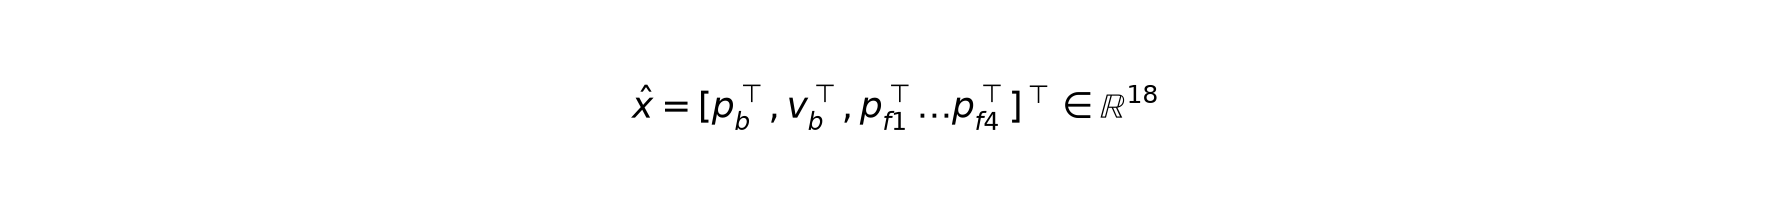 x̂ = [p_b^⊤, v_b^⊤, p_{f1}^⊤ ... p_{f4}^⊤]^⊤ ∈ ℝ^{18}